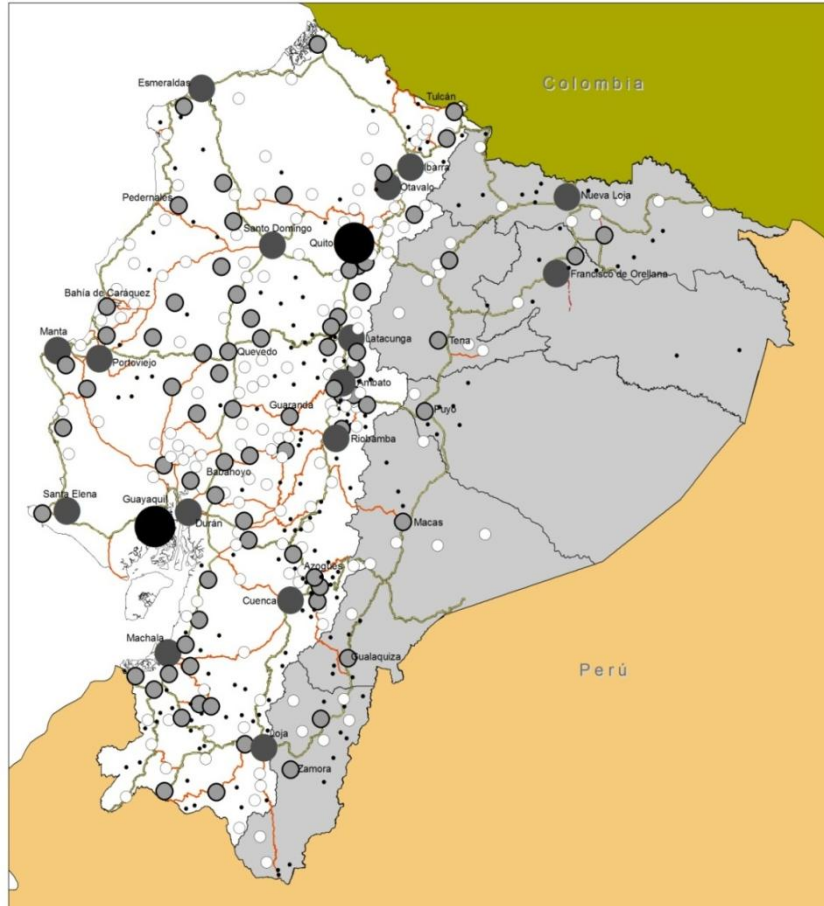 Colombia
Esmeraldas
Tulcán
Ibarra
Otavalo
Nueva Loja
Pedernales
Santo Domingo
Quito
Francisco de Orellana
Bahía de Caráquez
Manta
Portoviejo
Quevedo
Latacunga
Tena
Ambato
Guaranda
Puyo
Riobamba
Babahoyo
Santa Elena
Guayaquil
Durán
Macas
Azogues
Cuenca
Machala
Gualaquiza
Perú
Loja
Zamora